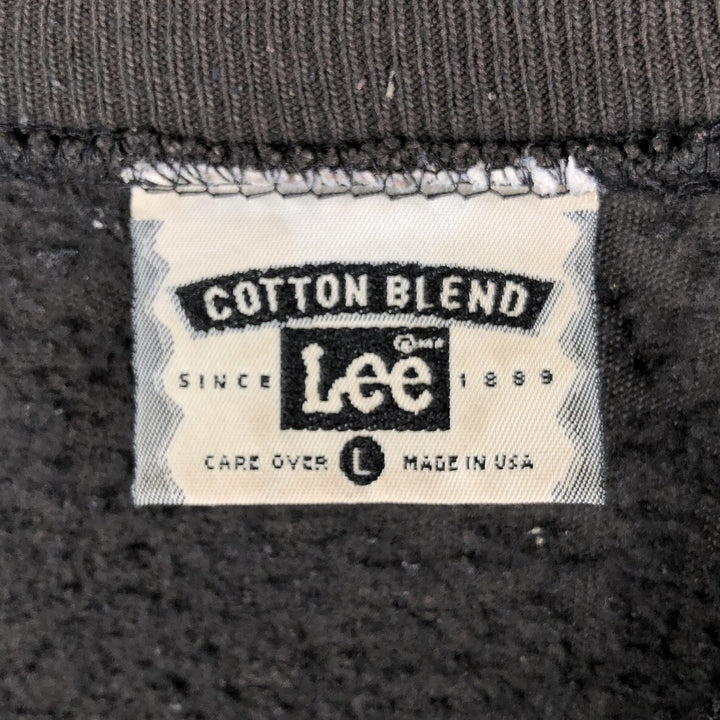 COTTON BLEND
Lee
SINCE 1889
CARE OVER L MADE IN USA